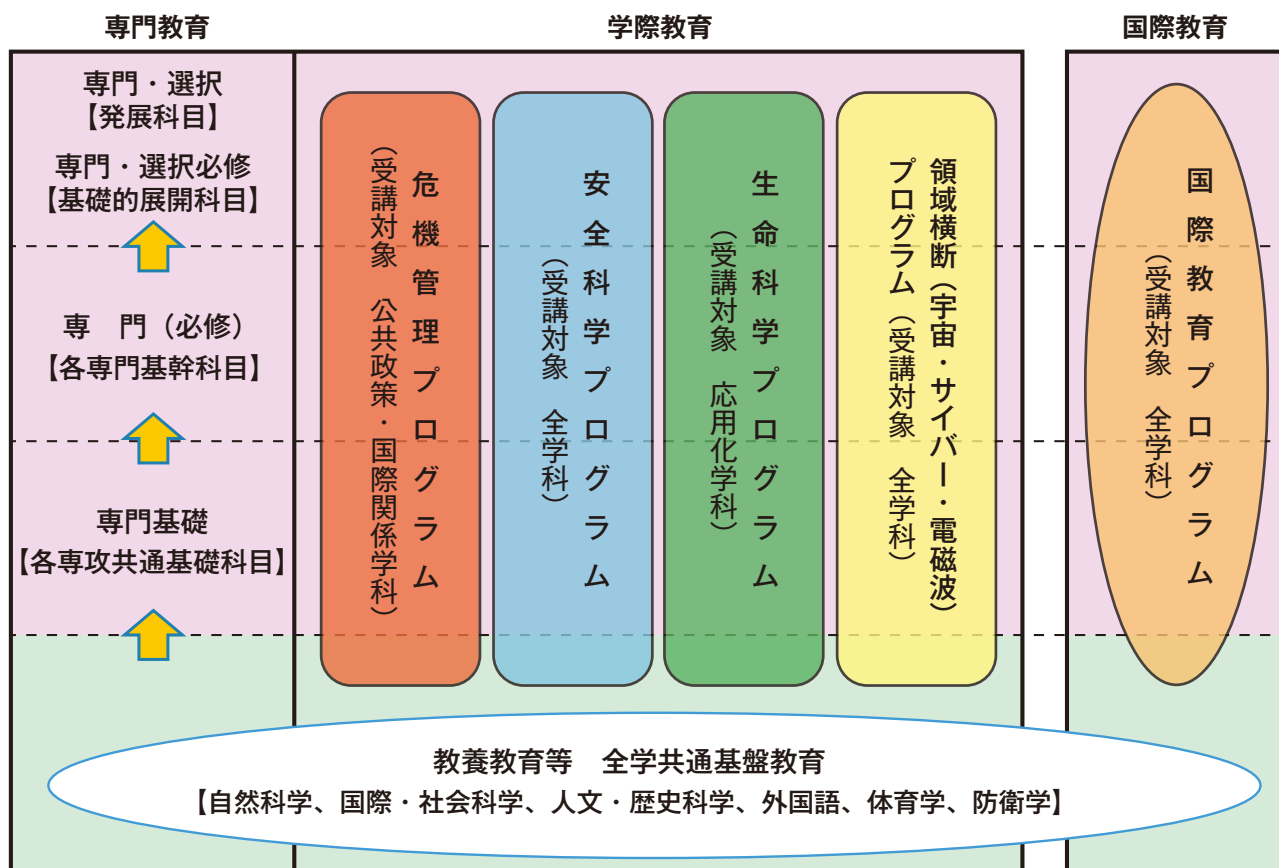 専門教育
学際教育
国際教育
専門・選択
【発展科目】
専門・選択必修
【基礎的展開科目】
専　門（必修）
【各専門基幹科目】
専門基礎
【各専攻共通基礎科目】
危機管理プログラム
（受講対象　公共政策・国際関係学科）
安全科学プログラム
（受講対象　全学科）
生命科学プログラム
（受講対象　応用化学科）
領域横断（宇宙・サイバー・電磁波）
プログラム（受講対象　全学科）
国際教育プログラム
（受講対象　全学科）
教養教育等　全学共通基盤教育
【自然科学、国際・社会科学、人文・歴史科学、外国語、体育学、防衛学】